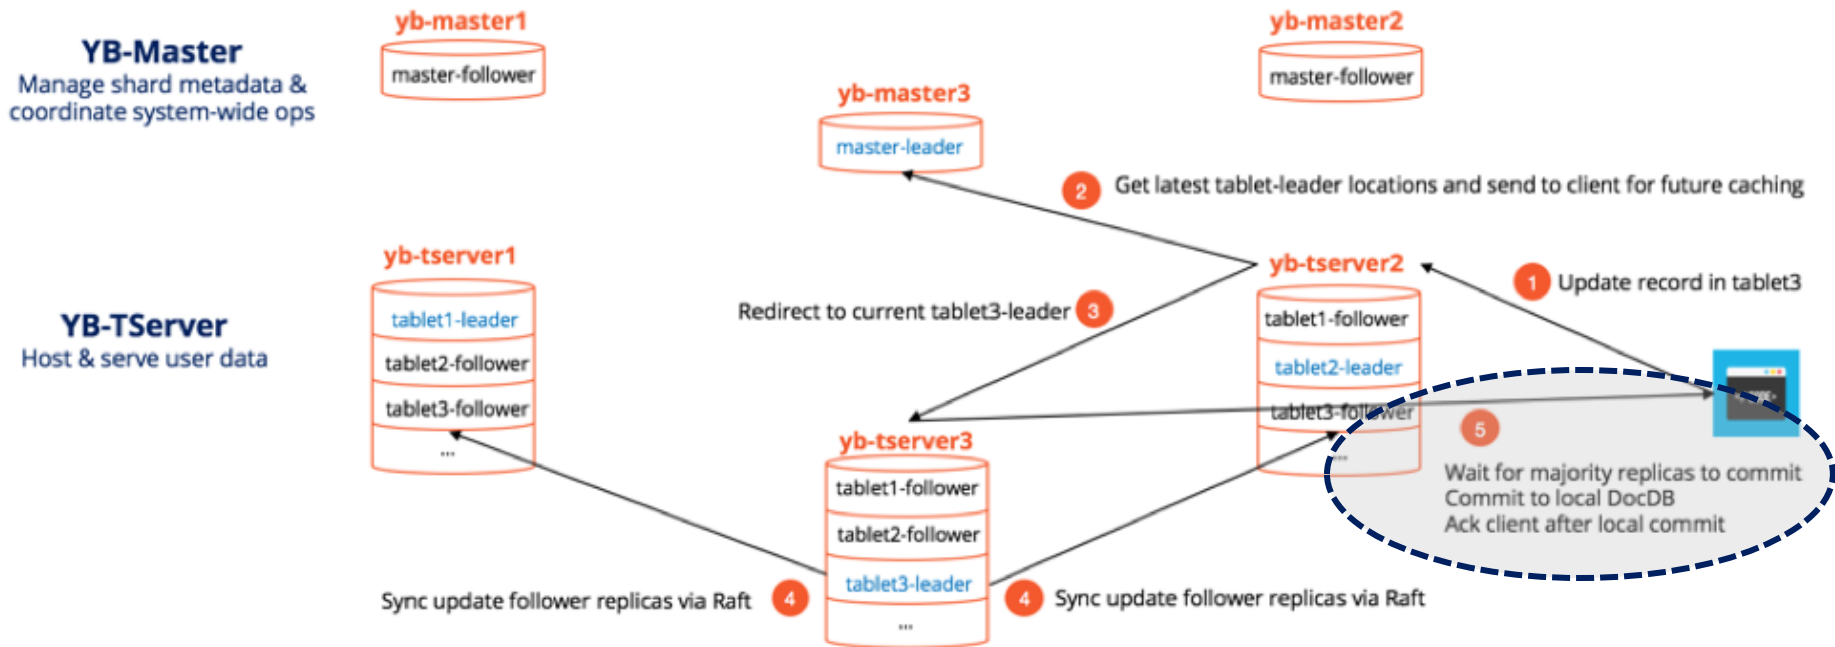 yb-master1
yb-master2
YB-Master
Manage shard metadata &
coordinate system-wide ops
master-follower
master-follower
yb-master3
master-leader
2
Get latest tablet-leader locations and send to client for future caching
yb-tserver1
yb-tserver2
1
Update record in tablet3
YB-TServer
Host & serve user data
tablet1-leader
tablet2-follower
tablet3-follower
...
Redirect to current tablet3-leader
3
tablet1-follower
tablet2-leader
tablet3-follower
...
yb-tserver3
tablet1-follower
tablet2-follower
tablet3-leader
...
5
Wait for majority replicas to commit
Commit to local DocDB
Ack client after local commit
Sync update follower replicas via Raft
4
4
Sync update follower replicas via Raft